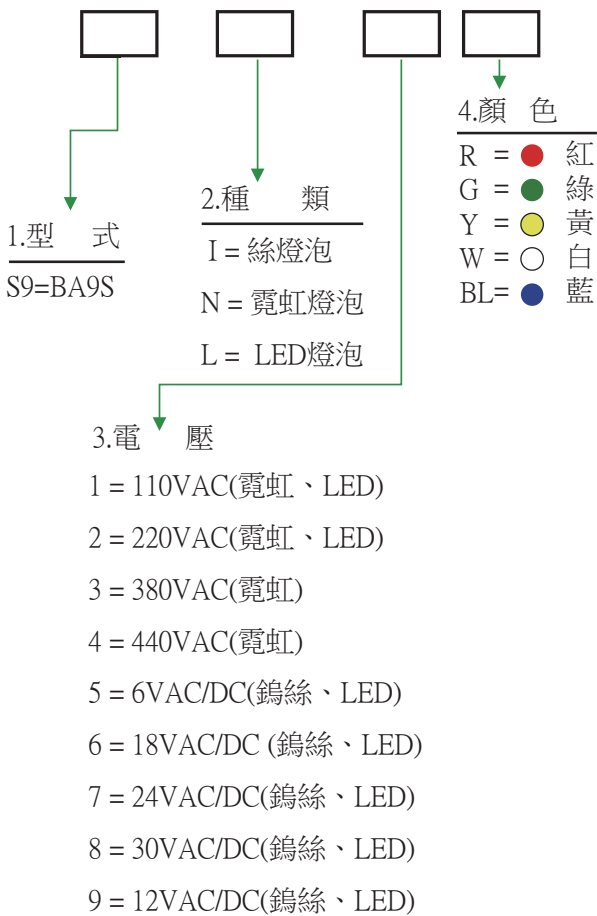 1.型 式
S9=BA9S
2.種 類
I = 絲燈泡
N = 霓虹燈泡
L = LED燈泡
3.電 壓
1 = 110VAC(霓虹、LED)
2 = 220VAC(霓虹、LED)
3 = 380VAC(霓虹)
4 = 440VAC(霓虹)
5 = 6VAC/DC(鎢絲、LED)
6 = 18VAC/DC (鎢絲、LED)
7 = 24VAC/DC(鎢絲、LED)
8 = 30VAC/DC(鎢絲、LED)
9 = 12VAC/DC(鎢絲、LED)
4.顏 色
R = 紅
G = 綠
Y = 黃
W = 白
BL= 藍